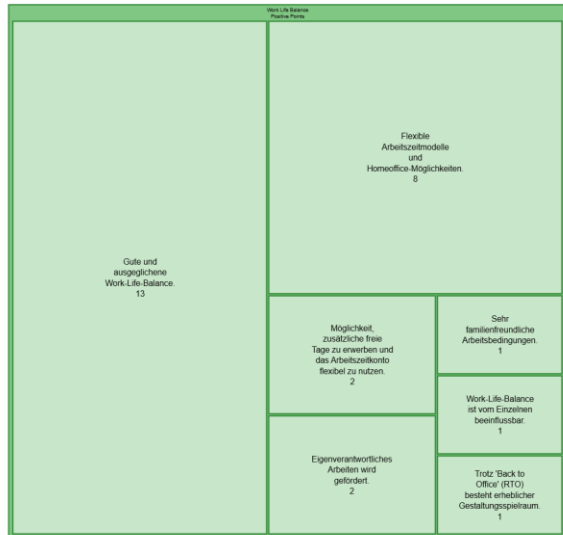 Work Life Balance
Positive Points
Gute und
ausgeglichene
Work-Life-Balance.
13
Flexible
Arbeitszeitmodelle
und
Homeoffice-Möglichkeiten.
8
Möglichkeit,
zusätzliche freie
Tage zu erwerben und
das Arbeitszeitkonto
flexibel zu nutzen.
2
Eigenverantwortliches
Arbeiten wird
gefördert.
2
Sehr
familienfreundliche
Arbeitsbedingungen.
1
Work-Life-Balance
ist vom Einzelnen
beeinflussbar.
1
Trotz 'Back to
Office' (RTO)
besteht erheblicher
Gestaltungsspielraum.
1